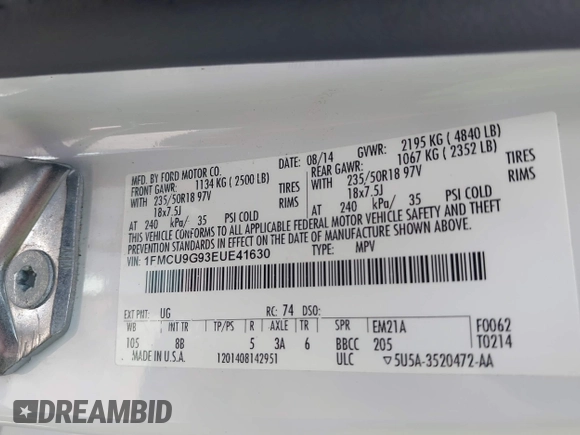 MFD. BY FORD MOTOR CO.
DATE: 08/14
GVWR: 2195 KG ( 4840 LB)
FRONT GAWR: 1134 KG ( 2500 LB)
REAR GAWR: 1067 KG ( 2352 LB)
WITH 235/50R18 97V TIRES
WITH 235/50R18 97V TIRES
18x7.5J RIMS
18x7.5J RIMS
AT 240 kPa/ 35 PSI COLD
AT 240 kPa/ 35 PSI COLD
THIS VEHICLE CONFORMS TO ALL APPLICABLE FEDERAL MOTOR VEHICLE SAFETY AND THEFT
PREVENTION STANDARDS IN EFFECT ON THE DATE OF MANUFACTURE SHOWN ABOVE.
VIN: 1FMCU9G93EUE41630
TYPE: MPV
EXT PNT: UG RC: 74 DSO:
WB INT TR TP/PS R AXLE TR SPR EM21A F0062
105 8B 5 3A 6 BBCC 205 T0214
MADE IN U.S.A. 1201408142951 ULC ▽5U5A-3520472-AA
DREAMBID